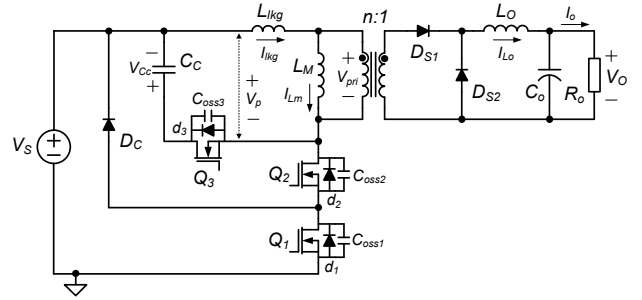 L_lkg
n:1
L_O
I_o
I_lkg
D_S1
I_Lo
V_Cc
C_C
V_p
L_M
V_pri
D_S2
C_o
R_o
V_O
C_oss3
I_Lm
d_3
V_S
D_C
Q_3
Q_2
C_oss2
d_2
Q_1
C_oss1
d_1